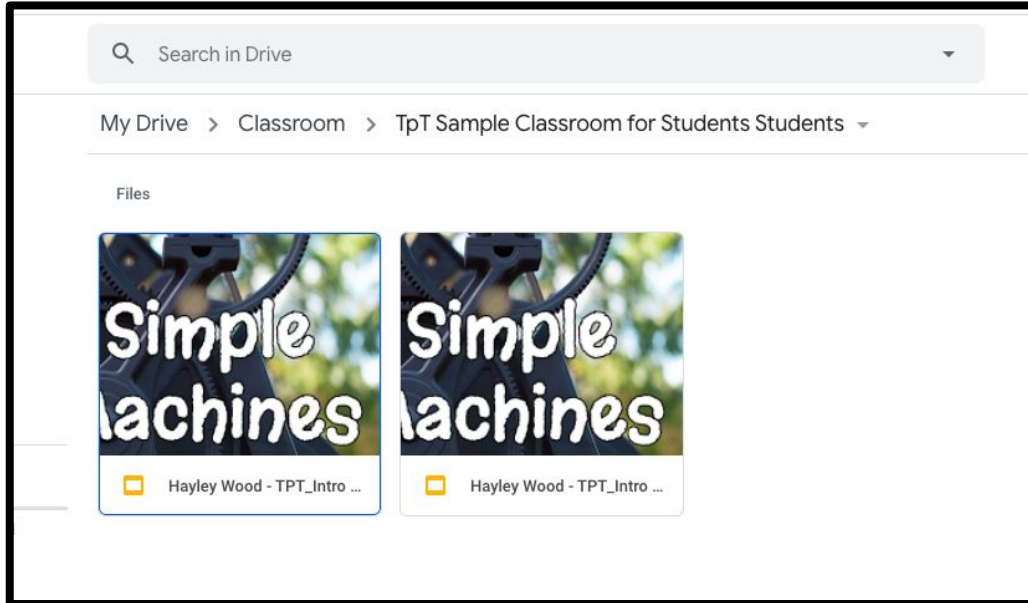 Search in Drive
My Drive > Classroom > TpT Sample Classroom for Students Students
Files
Simple
achines
Simple
achines
Hayley Wood - TPT_Intro ...
Hayley Wood - TPT_Intro ...